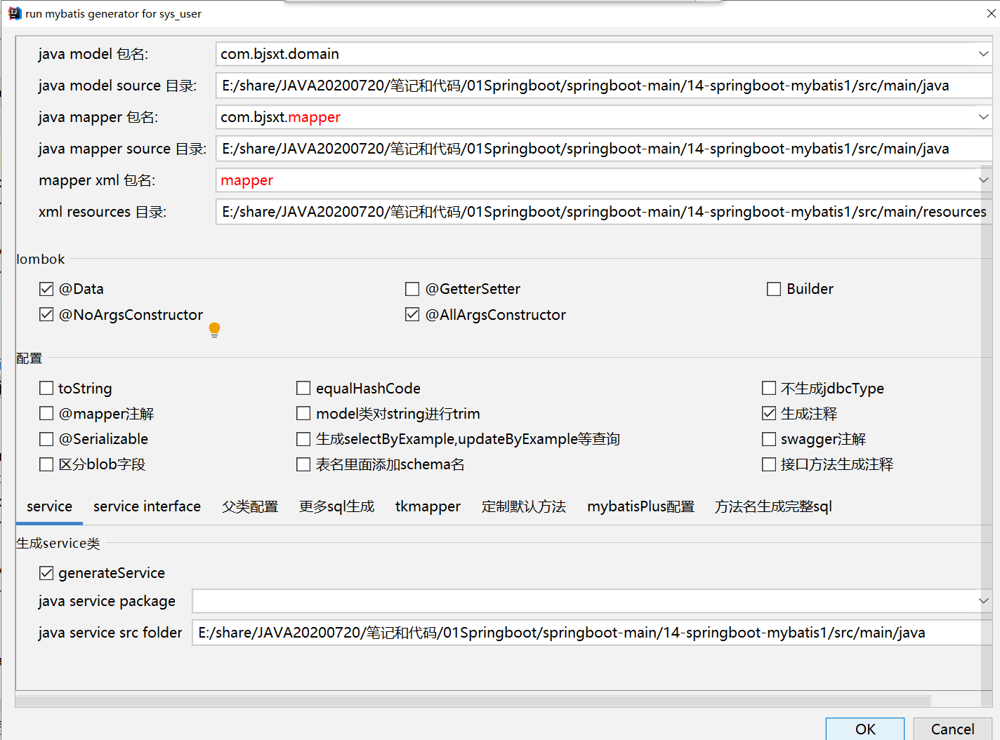 run mybatis generator for sys_user
java model 包名: com.bjsxt.domain
java model source 目录: E:/share/JAVA20200720/笔记和代码/01Springboot/springboot-main/14-springboot-mybatis1/src/main/java
java mapper 包名: com.bjsxt.mapper
java mapper source 目录: E:/share/JAVA20200720/笔记和代码/01Springboot/springboot-main/14-springboot-mybatis1/src/main/java
mapper xml 包名: mapper
xml resources 目录: E:/share/JAVA20200720/笔记和代码/01Springboot/springboot-main/14-springboot-mybatis1/src/main/resources
lombok
@Data @GetterSetter Builder
@NoArgsConstructor @AllArgsConstructor
配置
toString equalHashCode 不生成jdbcType
@mapper注解 model类对string进行trim 生成注释
@Serializable 生成selectByExample,updateByExample等查询 swagger注解
区分blob字段 表名里面添加schema名 接口方法生成注释
service service interface 父类配置 更多sql生成 tkmapper 定制默认方法 mybatisPlus配置 方法名生成完整sql
生成service类
generateService
java service package
java service src folder E:/share/JAVA20200720/笔记和代码/01Springboot/springboot-main/14-springboot-mybatis1/src/main/java
OK Cancel